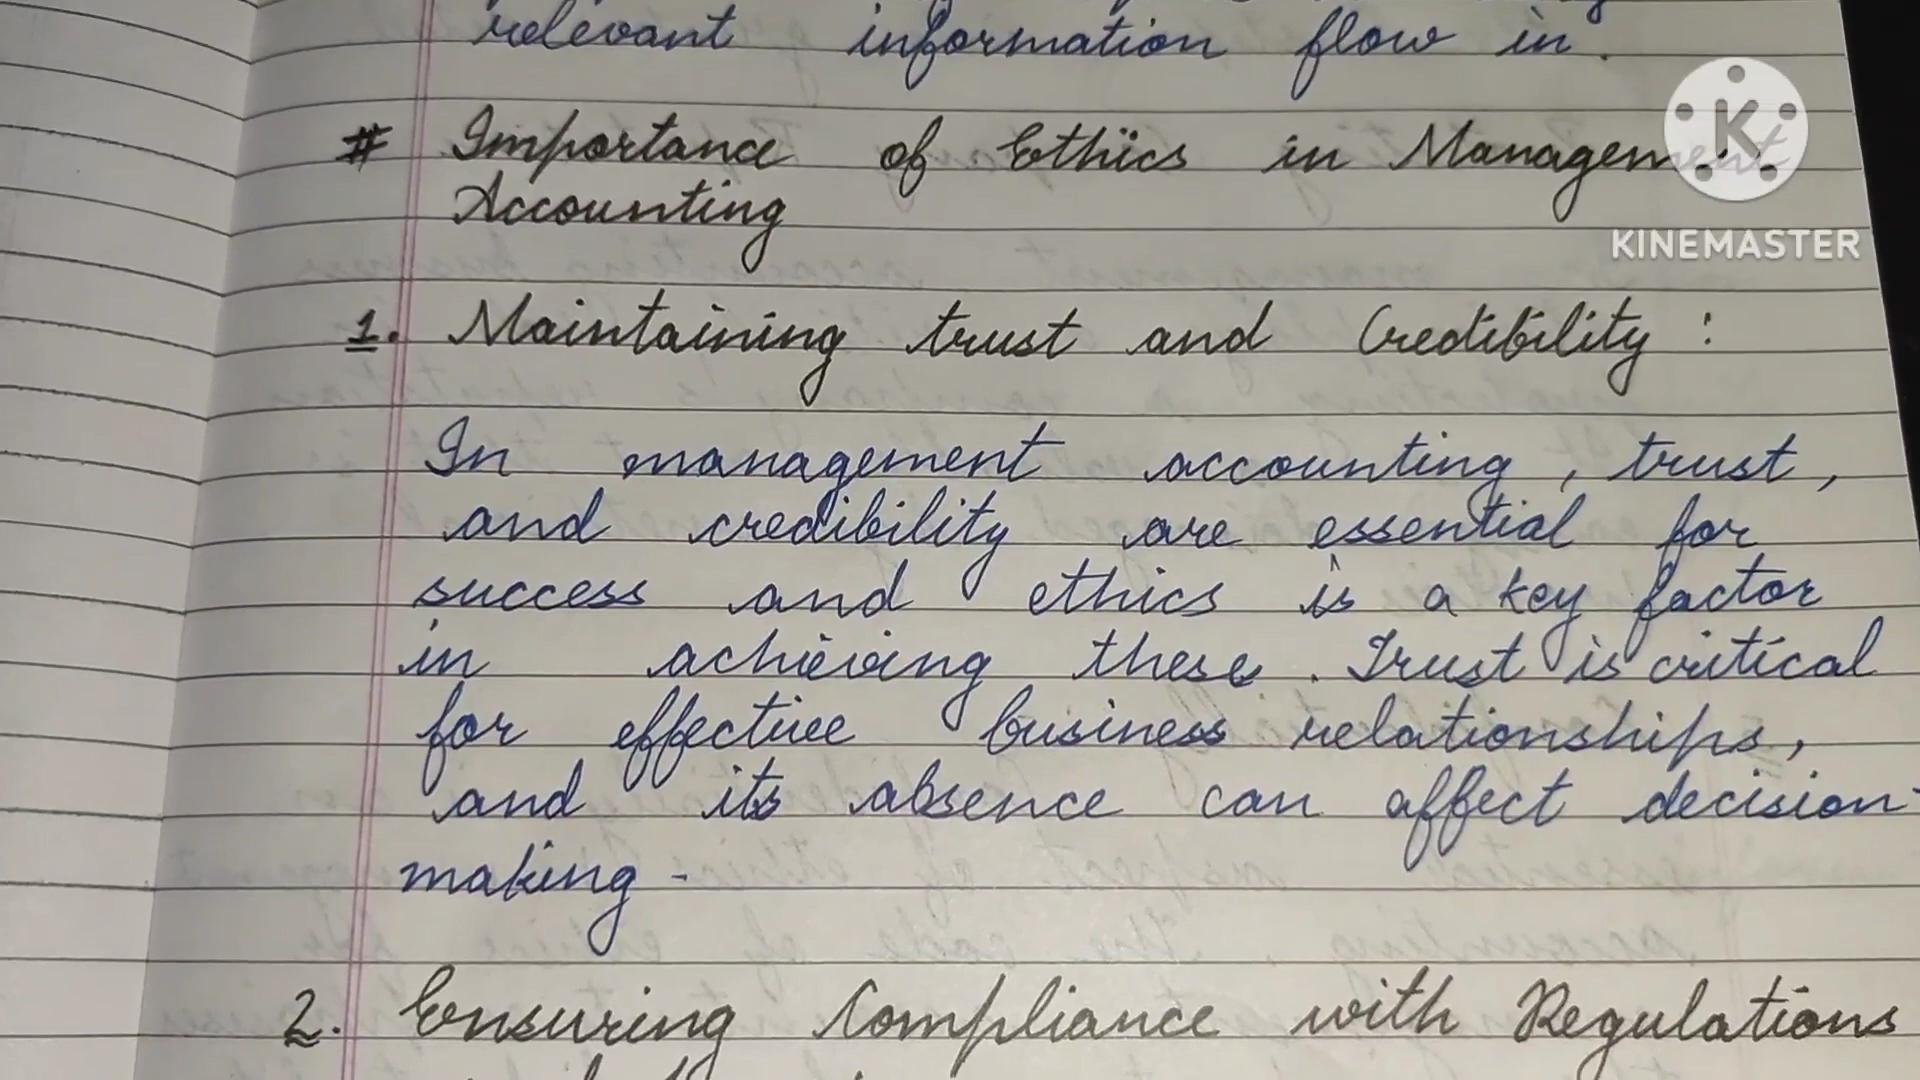 relevant information flow in.
# Importance of Ethics in Management
Accounting
1. Maintaining trust and Credibility :
In management accounting, trust,
and credibility are essential for
success and ethics is a key factor
in achieving these. Trust is critical
for effective business relationships,
and its absence can affect decision-
making -
2. Ensuring Compliance with Regulations
K
KINEMASTER